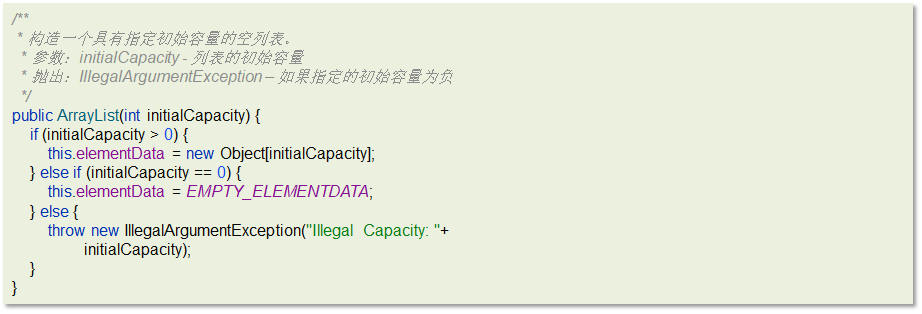 /**
 * 构造一个具有指定初始容量的空列表。
 * 参数：initialCapacity - 列表的初始容量
 * 抛出：IllegalArgumentException – 如果指定的初始容量为负
 */
public ArrayList(int initialCapacity) {
    if (initialCapacity > 0) {
        this.elementData = new Object[initialCapacity];
    } else if (initialCapacity == 0) {
        this.elementData = EMPTY_ELEMENTDATA;
    } else {
        throw new IllegalArgumentException("Illegal Capacity: "+
                initialCapacity);
    }
}